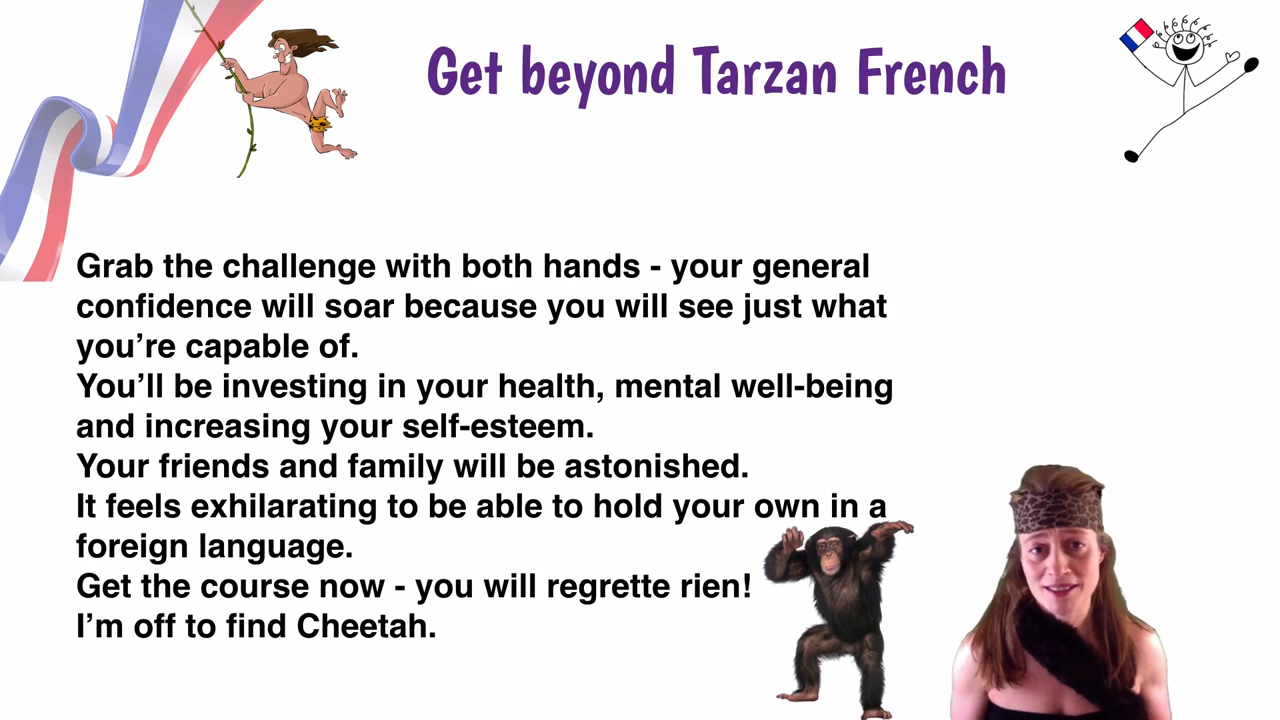 Get beyond Tarzan French
Grab the challenge with both hands - your general
confidence will soar because you will see just what
you’re capable of.
You’ll be investing in your health, mental well-being
and increasing your self-esteem.
Your friends and family will be astonished.
It feels exhilarating to be able to hold your own in a
foreign language.
Get the course now - you will regrette rien!
I’m off to find Cheetah.